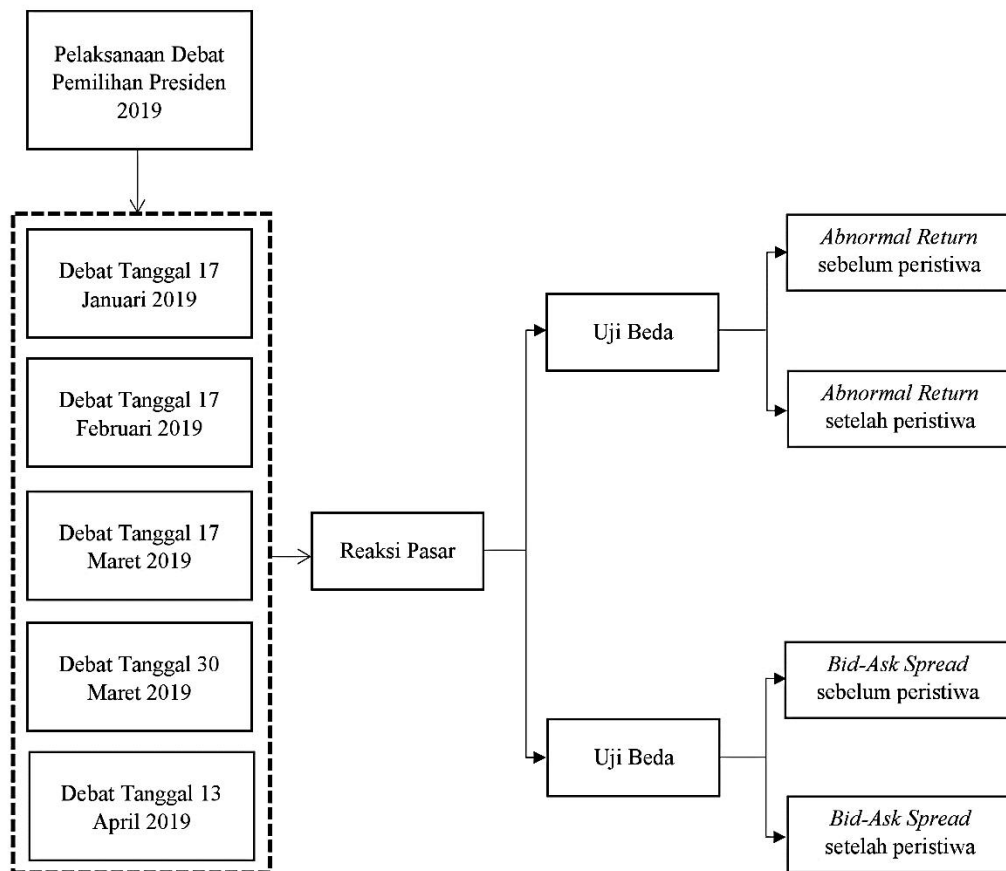 Pelaksanaan Debat
Pemilihan Presiden
2019
Debat Tanggal 17
Januari 2019
Debat Tanggal 17
Februari 2019
Debat Tanggal 17
Maret 2019
Debat Tanggal 30
Maret 2019
Debat Tanggal 13
April 2019
Reaksi Pasar
Uji Beda
Abnormal Return
sebelum peristiwa
Abnormal Return
setelah peristiwa
Uji Beda
Bid-Ask Spread
sebelum peristiwa
Bid-Ask Spread
setelah peristiwa